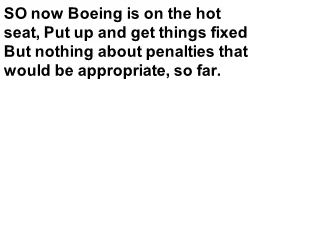 SO now Boeing is on the hot
seat, Put up and get things fixed
But nothing about penalties that
would be appropriate, so far.